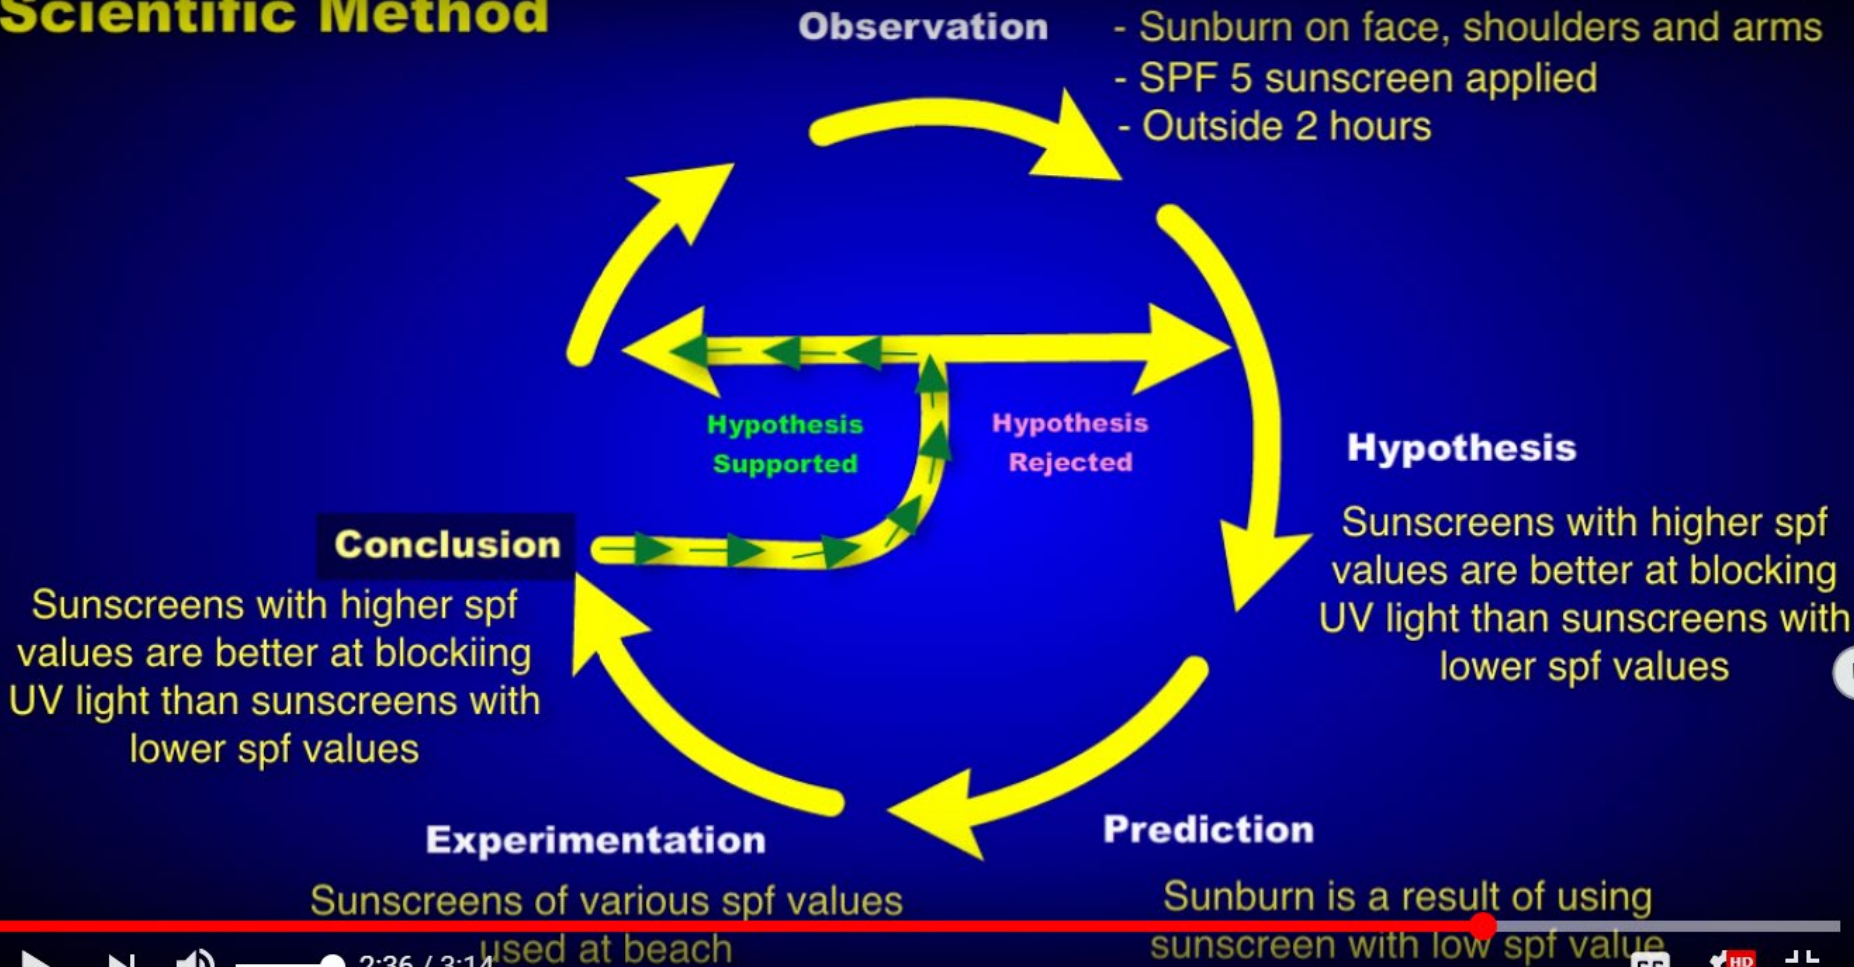 Scientific Method
Observation
- Sunburn on face, shoulders and arms
- SPF 5 sunscreen applied
- Outside 2 hours
Hypothesis
Supported
Hypothesis
Rejected
Hypothesis
Sunscreens with higher spf
values are better at blocking
UV light than sunscreens with
lower spf values
Conclusion
Sunscreens with higher spf
values are better at blockiing
UV light than sunscreens with
lower spf values
Prediction
Sunburn is a result of using
sunscreen with low spf value
Experimentation
Sunscreens of various spf values
used at beach
2:36 / 3:14
CC
HD